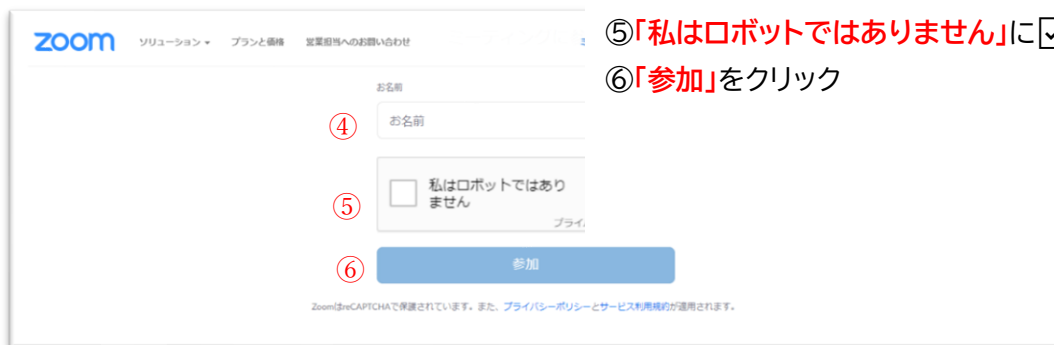 zoom ソリューション プランと価格 営業担当へのお問い合わせ
⑤「私はロボットではありません」に☑
⑥「参加」をクリック
お名前
④ お名前
⑤ 私はロボットではあり
ません
プライ
⑥ 参加
ZoomはreCAPTCHAで保護されています。また、プライバシーポリシーとサービス利用規約が適用されます。